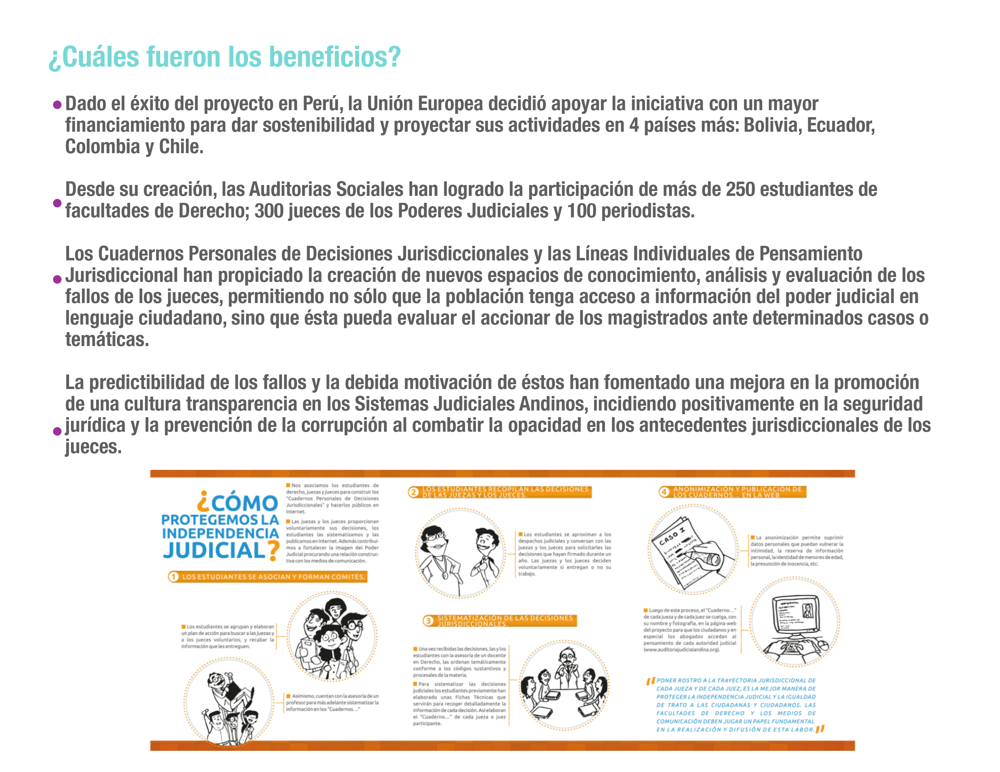 ¿Cuáles fueron los beneficios?
Dado el éxito del proyecto en Perú, la Unión Europea decidió apoyar la iniciativa con un mayor
financiamiento para dar sostenibilidad y proyectar sus actividades en 4 países más: Bolivia, Ecuador,
Colombia y Chile.
Desde su creación, las Auditorias Sociales han logrado la participación de más de 250 estudiantes de
facultades de Derecho; 300 jueces de los Poderes Judiciales y 100 periodistas.
Los Cuadernos Personales de Decisiones Jurisdiccionales y las Líneas Individuales de Pensamiento
Jurisdiccional han propiciado la creación de nuevos espacios de conocimiento, análisis y evaluación de los
fallos de los jueces, permitiendo no sólo que la población tenga acceso a información del poder judicial en
lenguaje ciudadano, sino que ésta pueda evaluar el accionar de los magistrados ante determinados casos o
temáticas.
La predictibilidad de los fallos y la debida motivación de éstos han fomentado una mejora en la promoción
de una cultura transparencia en los Sistemas Judiciales Andinos, incidiendo positivamente en la seguridad
jurídica y la prevención de la corrupción al combatir la opacidad en los antecedentes jurisdiccionales de los
jueces.
¿CÓMO
PROTEGEMOS LA
INDEPENDENCIA
JUDICIAL?
Nos asociamos los estudiantes de
derecho, juezas y jueces para construir los
"Cuadernos Personales de Decisiones
Jurisdiccionales" y hacerlos públicos en
Internet.
Las juezas y los jueces proporcionan
voluntariamente sus decisiones, los
estudiantes las sistematizamos y las
publicamos en Internet. Además contribui-
mos a fortalecer la imagen del Poder
Judicial procurando una relación construc-
tiva con los medios de comunicación.
1 LOS ESTUDIANTES SE ASOCIAN Y FORMAN COMITÉS.
Los estudiantes se agrupan y elaboran
un plan de acción para buscar a las juezas y
a los jueces voluntarios, y recabar la
información que les entreguen.
Asimismo, cuentan con la asesoría de un
profesor para más adelante sistematizar la
información en los "Cuadernos..."
2 LOS ESTUDIANTES RECOPILAN LAS DECISIONES
DE LAS JUEZAS Y LOS JUECES.
Los estudiantes se aproximan a los
despachos judiciales y conversan con las
juezas y los jueces para solicitarles las
decisiones que hayan firmado durante un
año. Las juezas y los jueces deciden
voluntariamente si entregan o no su
trabajo.
3 SISTEMATIZACIÓN DE LAS DECISIONES
JURISDICCIONALES.
Una vez recibidas las decisiones, las y los
estudiantes con la asesoría de un docente
en Derecho, las ordenan temáticamente
conforme a los códigos sustantivos y
procesales de la materia.
Para sistematizar las decisiones
judiciales los estudiantes previamente han
elaborado unas Fichas Técnicas que
servirán para recoger detalladamente la
información de cada decisión. Así elaboran
el "Cuaderno..." de cada jueza o juez
participante.
4 ANONIMIZACIÓN Y PUBLICACIÓN DE
LOS CUADERNOS... EN LA WEB
CASO I
La anonimización permite suprimir
datos personales que puedan vulnerar la
intimidad, la reserva de información
personal, la identidad de menores de edad,
la presunción de inocencia, etc.
Luego de este proceso, el "Cuaderno..."
de cada jueza y de cada juez se cuelga, con
su nombre y fotografía, en la página web
del proyecto para que los ciudadanos y en
especial los abogados accedan al
pensamiento de cada autoridad judicial
(www.auditoriajudicialandina.org).
"PONER ROSTRO A LA TRAYECTORIA JURISDICCIONAL DE
CADA JUEZA Y DE CADA JUEZ, ES LA MEJOR MANERA DE
PROTEGER LA INDEPENDENCIA JUDICIAL Y LA IGUALDAD
DE TRATO A LAS CIUDADANAS Y CIUDADANOS. LAS
FACULTADES DE DERECHO Y LOS MEDIOS DE
COMUNICACIÓN DEBEN JUGAR UN PAPEL FUNDAMENTAL
EN LA REALIZACIÓN Y DIFUSIÓN DE ESTA LABOR."